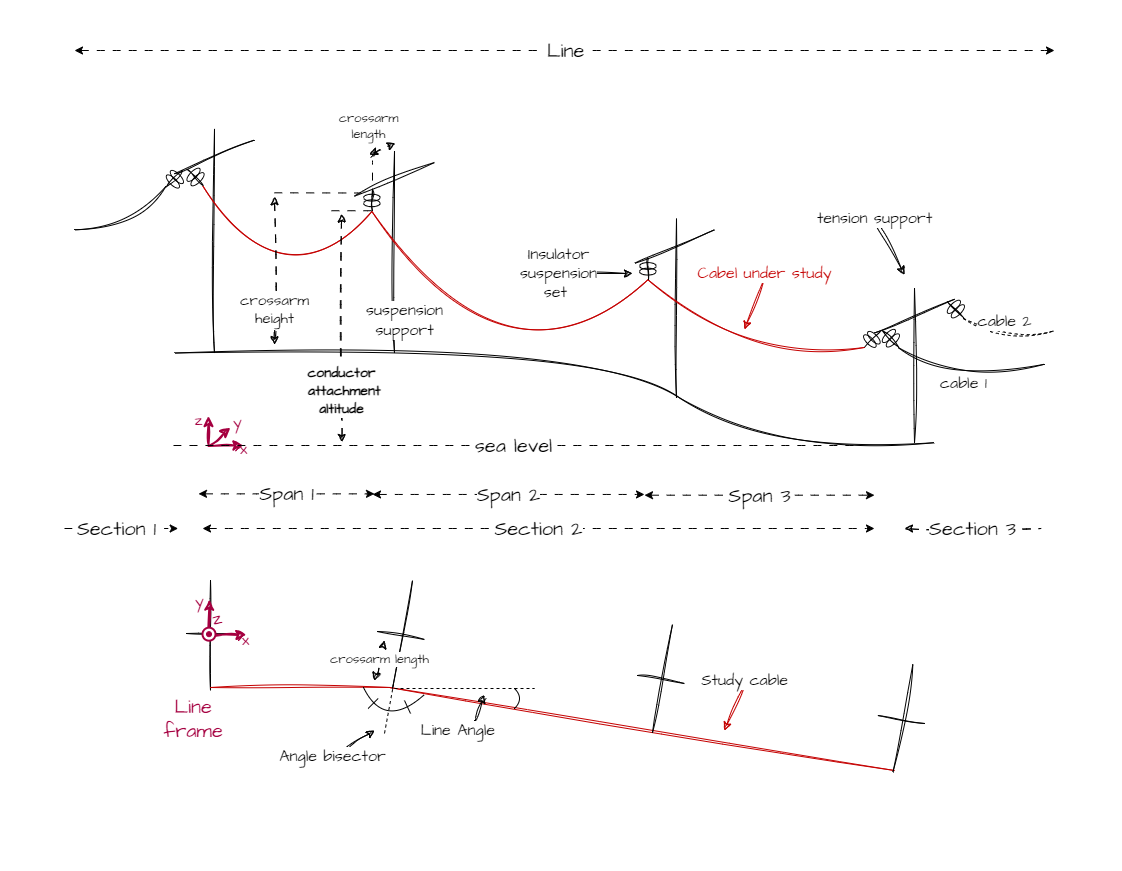 Line
crossarm
length
tension support
Insulator
suspension
set
Cabel under study
crossarm
height
suspension
support
cable 2
conductor
attachment
altitude
cable 1
z
y
x
sea level
Span 1
Span 2
Span 3
Section 1
Section 2
Section 3
y
z
x
crossarm length
Study cable
Line
frame
Line Angle
Angle bisector